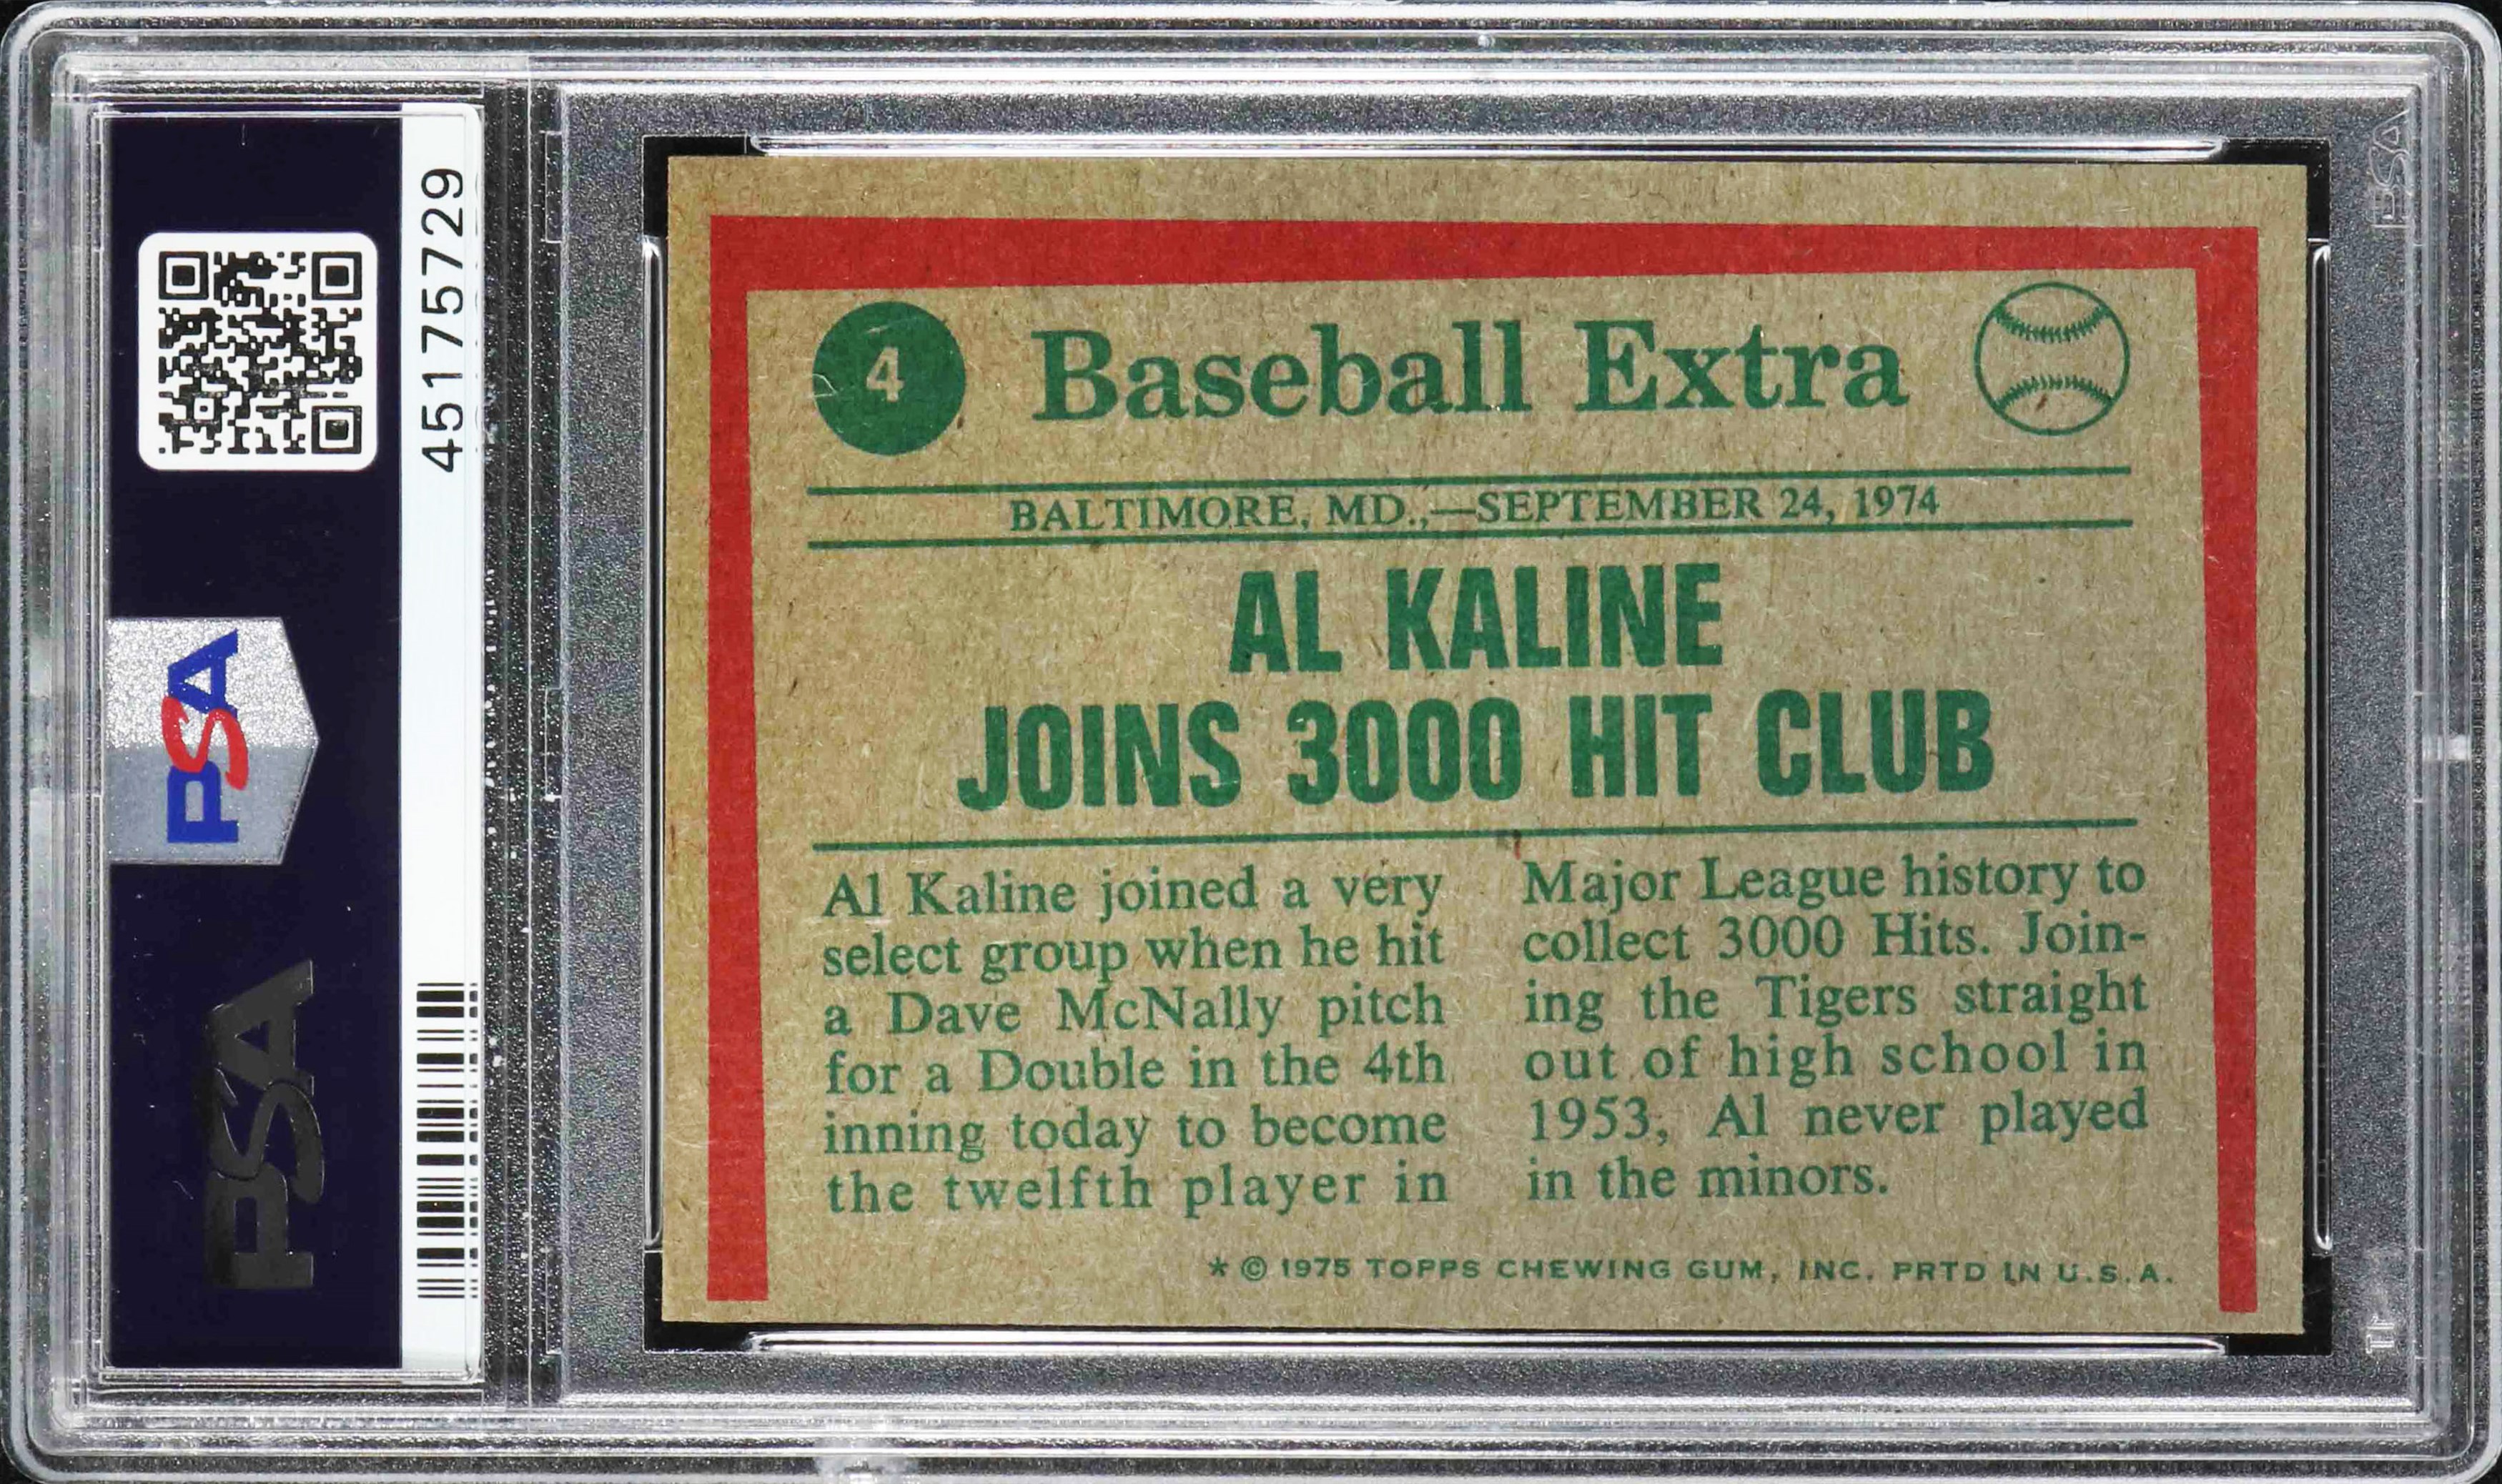 45175729
PSA
PSA
4
Baseball Extra
BALTIMORE, MD.,—SEPTEMBER 24, 1974
AL KALINE
JOINS 3000 HIT CLUB
Al Kaline joined a very
select group when he hit
a Dave McNally pitch
for a Double in the 4th
inning today to become
the twelfth player in
Major League history to
collect 3000 Hits. Join-
ing the Tigers straight
out of high school in
1953, Al never played
in the minors.
* © 1975 TOPPS CHEWING GUM, INC. PRTD IN U.S.A.
PSA